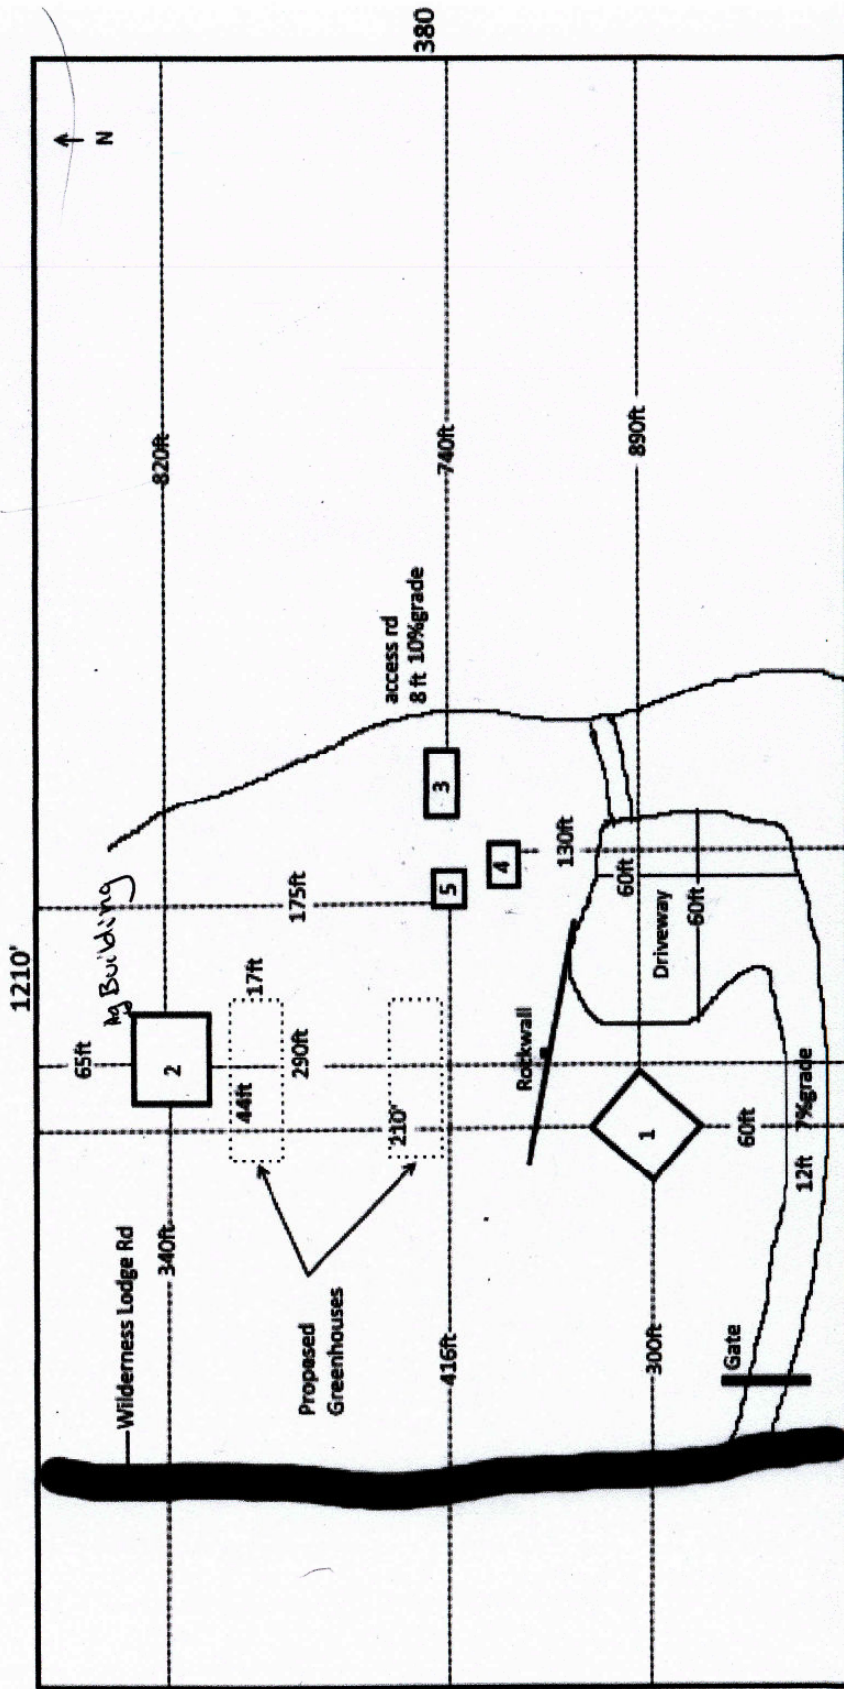 1210'
380
N
65ft
Ag Building
820ft
Wilderness Lodge Rd
340ft
2
17ft
44ft
175ft
290ft
Proposed
Greenhouses
210'
access rd
8 ft 10%grade
740ft
416ft
5
3
4
130ft
Rockwall
60ft
890ft
Driveway
60ft
1
300ft
60ft
Gate
12ft 7%grade